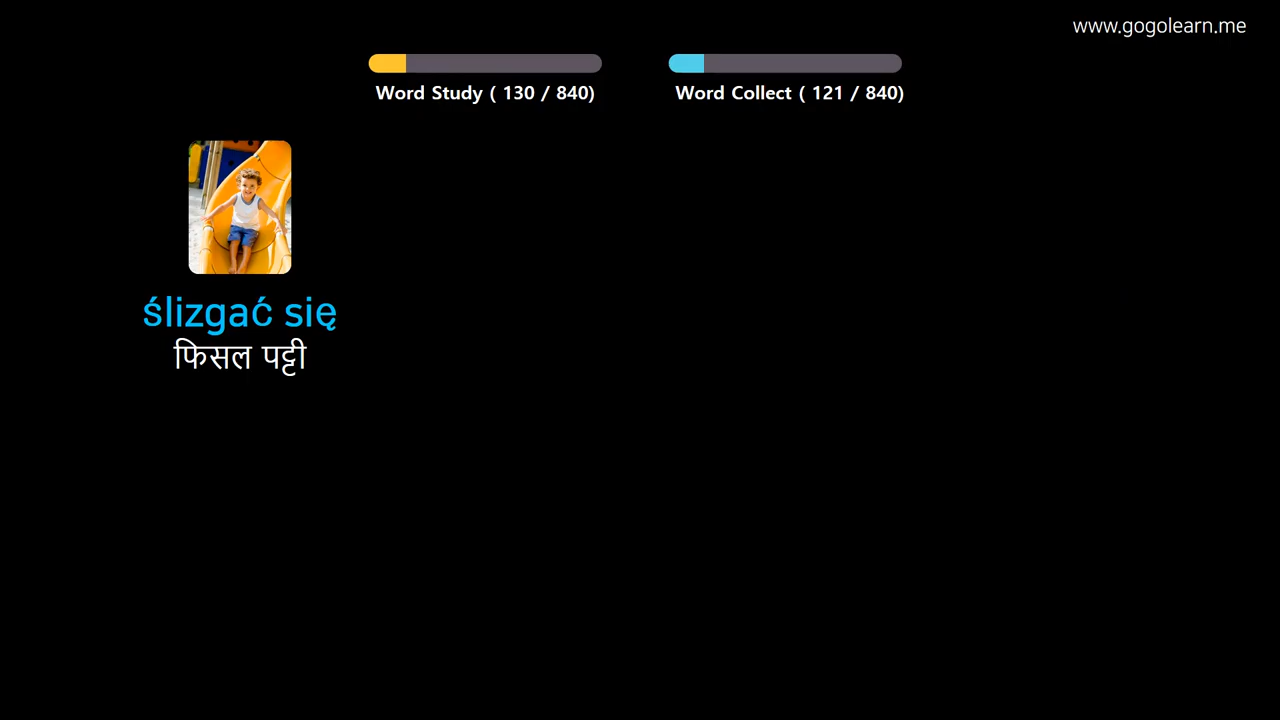 www.gogolearn.me
Word Study ( 130 / 840)
Word Collect ( 121 / 840)
ślizgać się
फिसल पट्टी